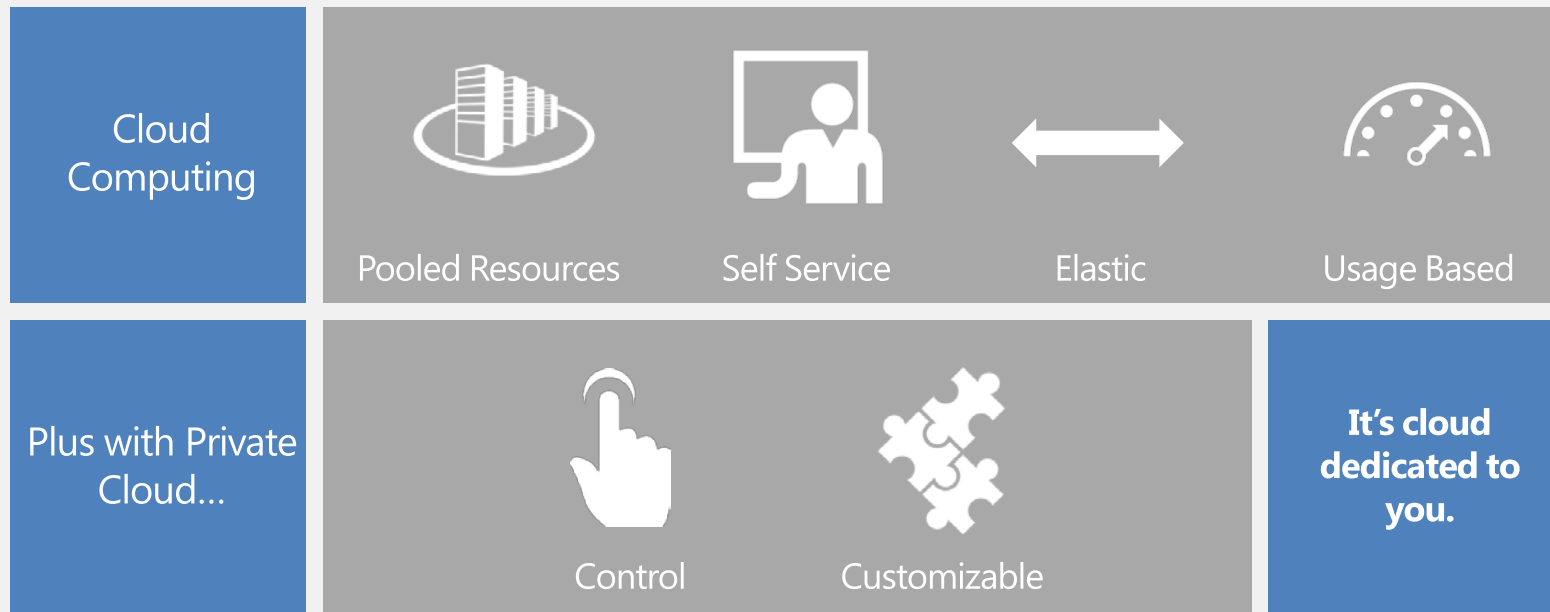 Cloud
Computing
Pooled Resources
Self Service
Elastic
Usage Based
Plus with Private
Cloud...
Control
Customizable
It's cloud
dedicated to
you.